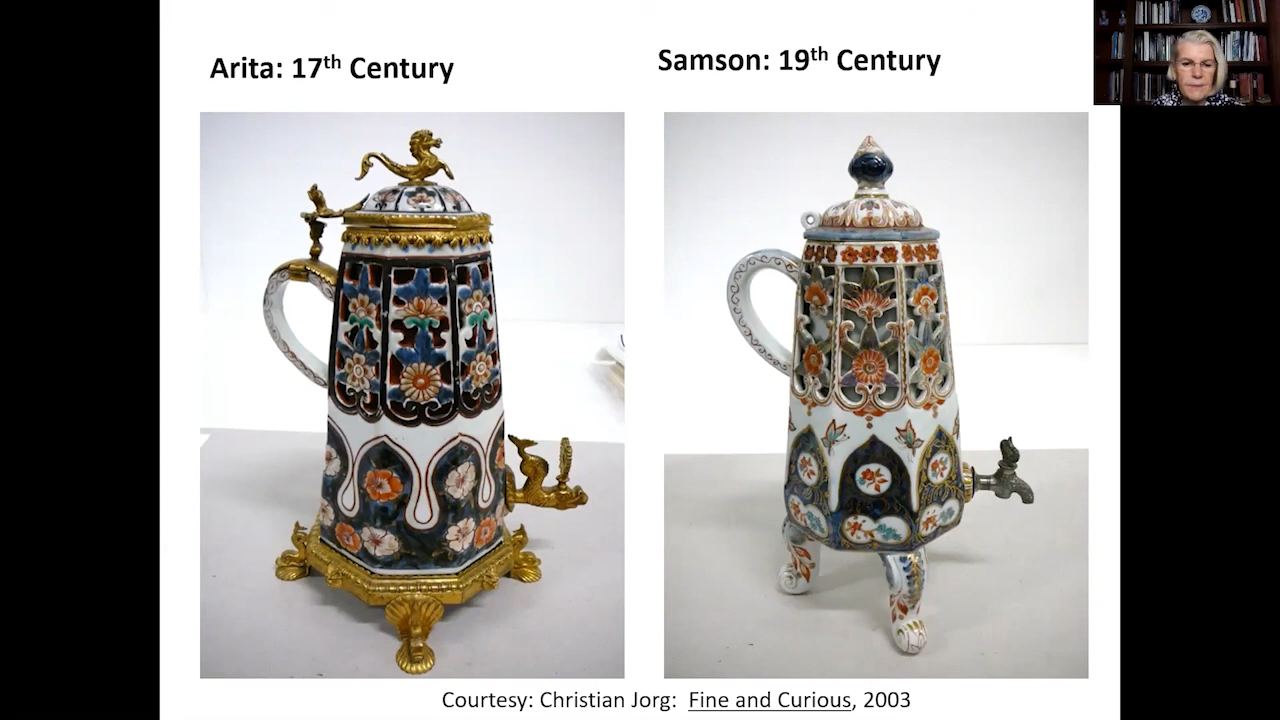 Arita: 17th Century
Samson: 19th Century
Courtesy: Christian Jorg: Fine and Curious, 2003